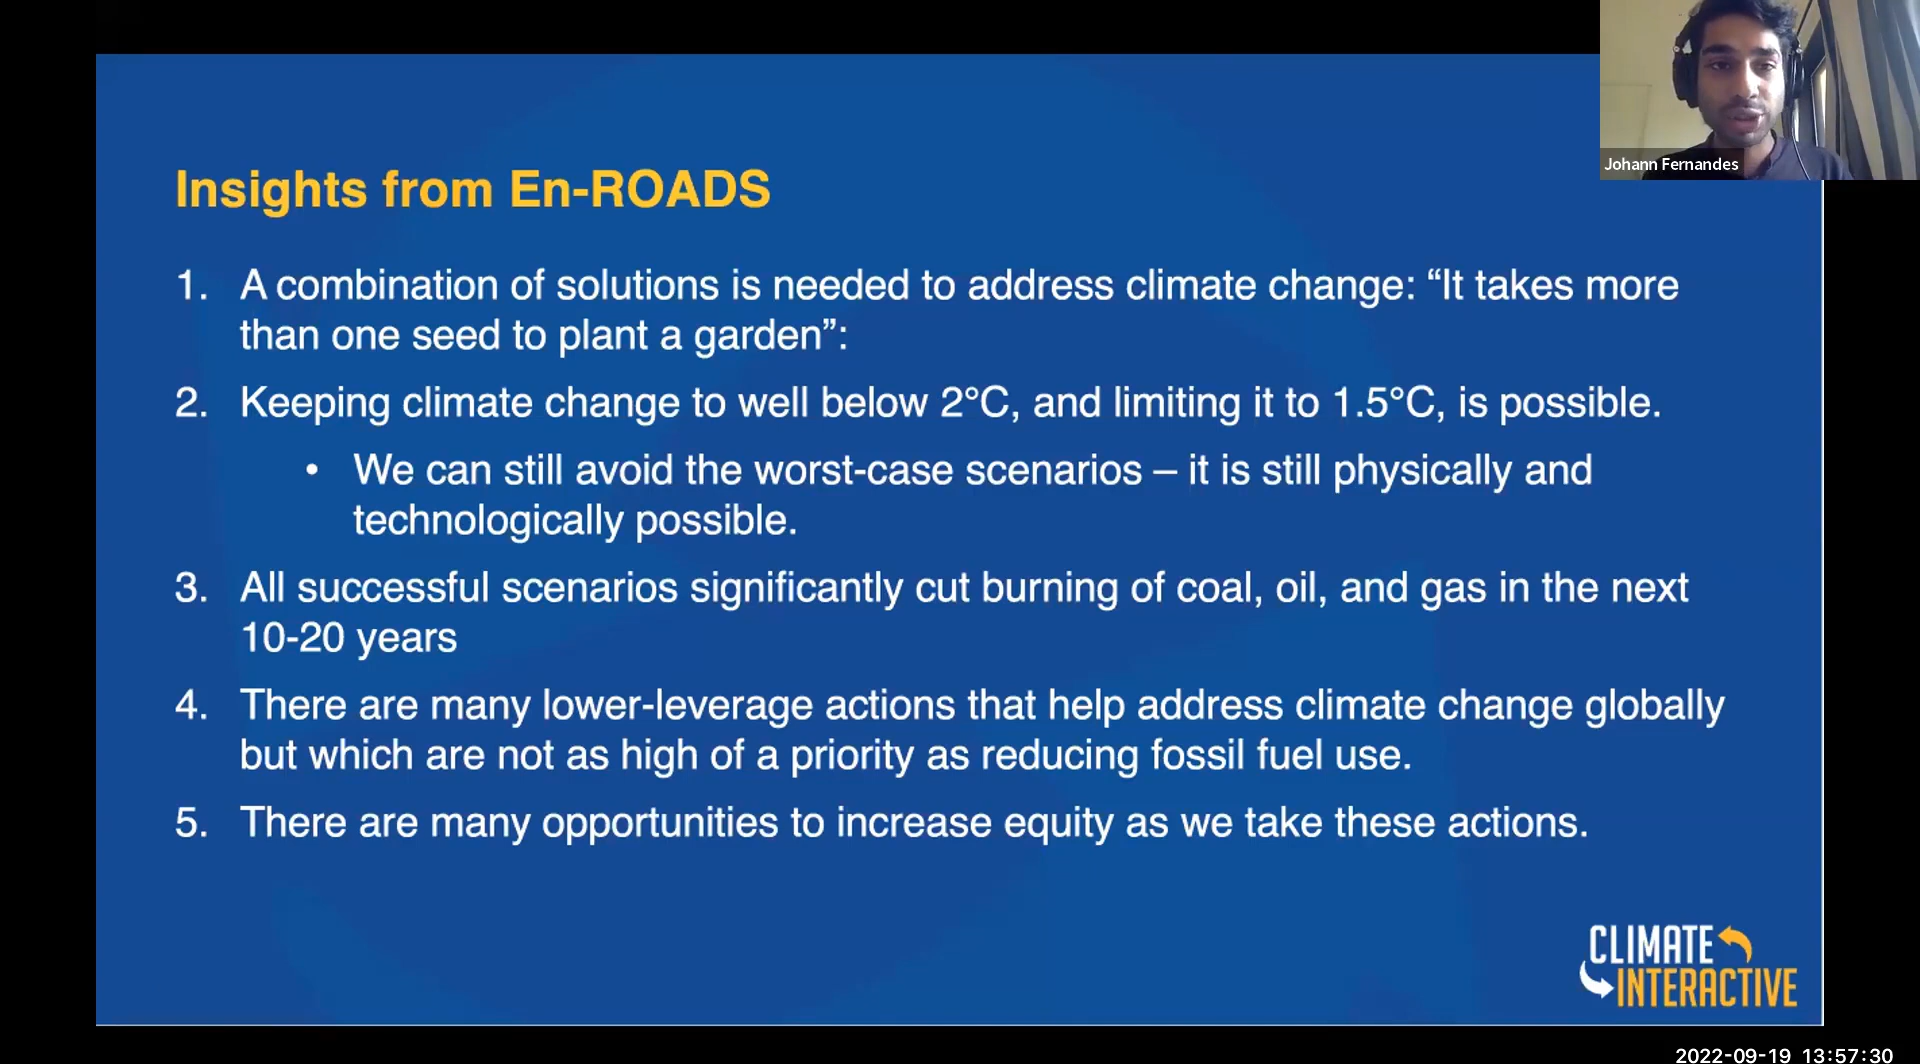 Johann Fernandes
Insights from En-ROADS
1. A combination of solutions is needed to address climate change: “It takes more
than one seed to plant a garden”:
2. Keeping climate change to well below 2°C, and limiting it to 1.5°C, is possible.
• We can still avoid the worst-case scenarios – it is still physically and
technologically possible.
3. All successful scenarios significantly cut burning of coal, oil, and gas in the next
10-20 years
4. There are many lower-leverage actions that help address climate change globally
but which are not as high of a priority as reducing fossil fuel use.
5. There are many opportunities to increase equity as we take these actions.
CLIMATE
INTERACTIVE
2022-09-19 13:57:30